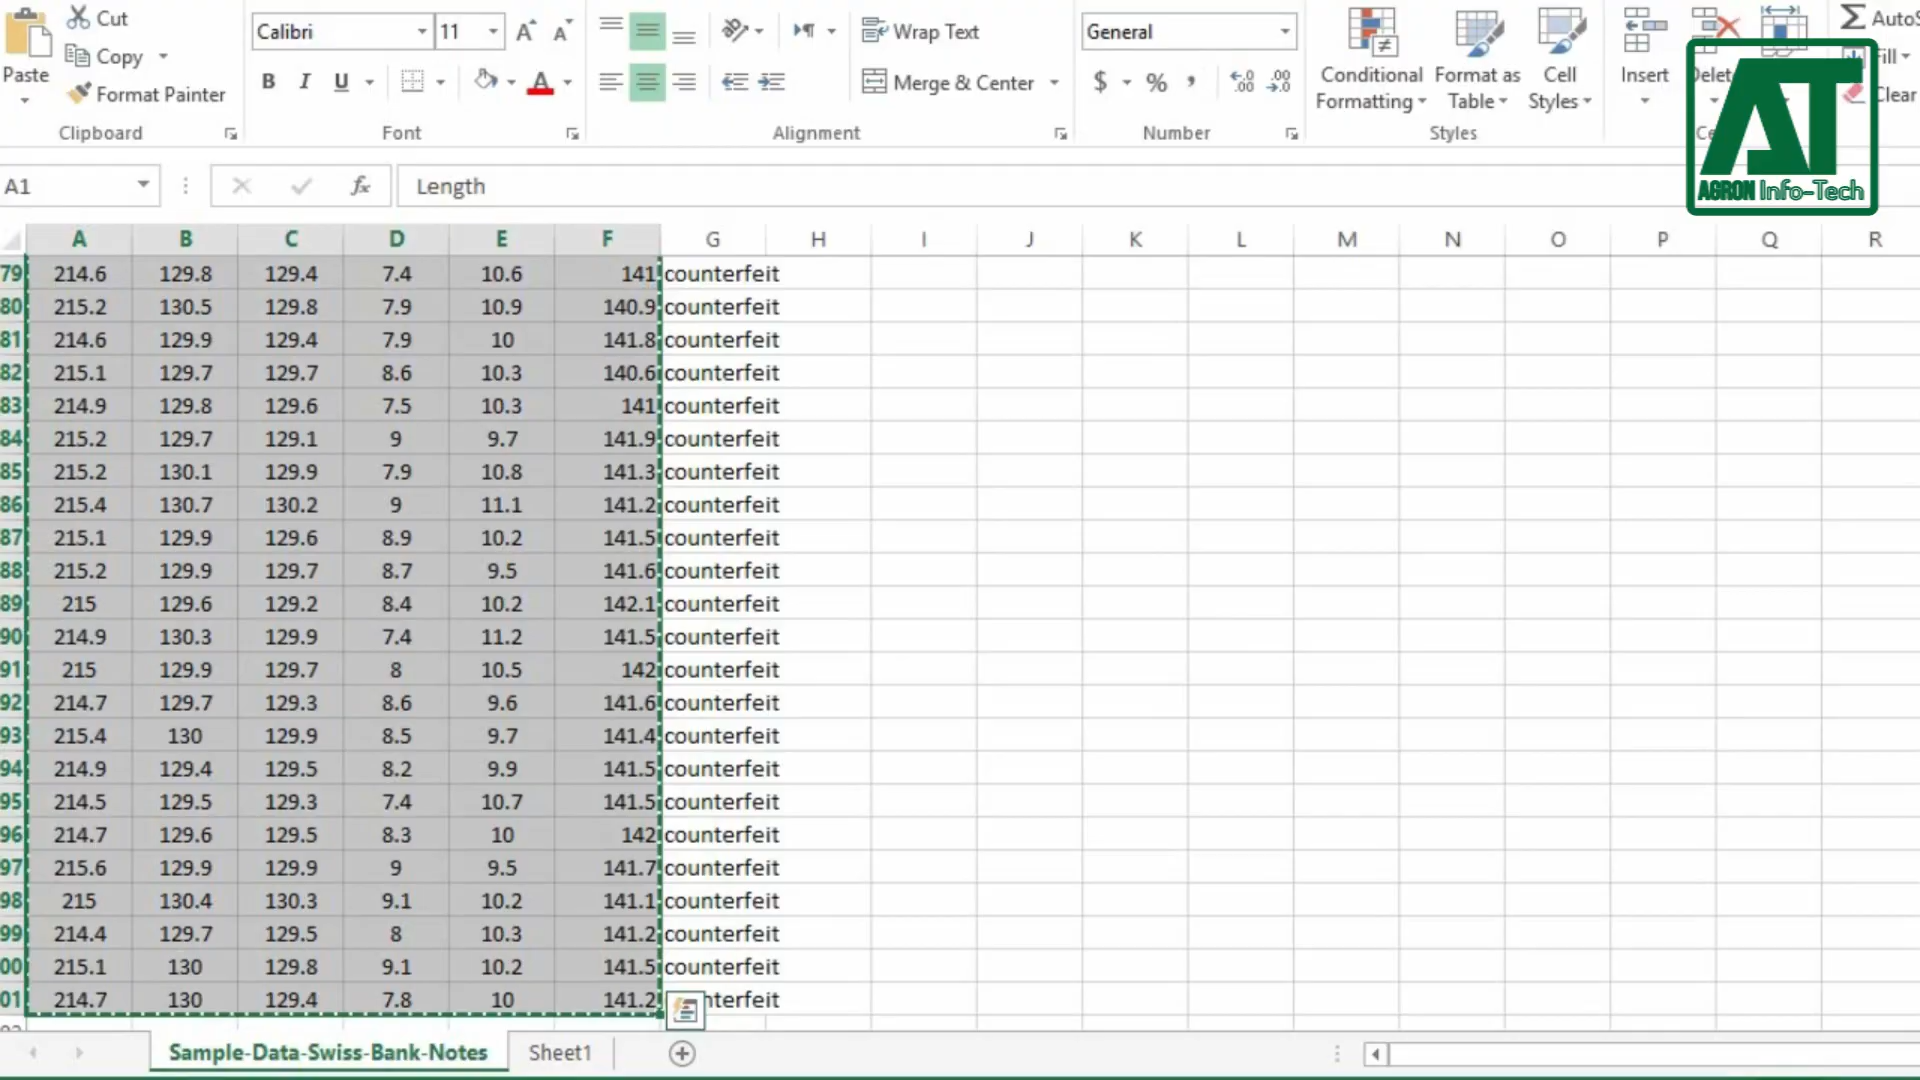 Cut
Copy
Format Painter
Paste
Clipboard
Calibri 11
B I U A
Font
Wrap Text
Merge & Center
Alignment
General
$ % ,
Number
Conditional Formatting
Format as Table
Cell Styles
Styles
Insert
Delet
Ce
AutoS
Fill
Clear
AT
AGRON Info-Tech
A1 fx Length
A B C D E F G H I J K L M N O P Q R
79 214.6 129.8 129.4 7.4 10.6 141 counterfeit
80 215.2 130.5 129.8 7.9 10.9 140.9 counterfeit
81 214.6 129.9 129.4 7.9 10 141.8 counterfeit
82 215.1 129.7 129.7 8.6 10.3 140.6 counterfeit
83 214.9 129.8 129.6 7.5 10.3 141 counterfeit
84 215.2 129.7 129.1 9 9.7 141.9 counterfeit
85 215.2 130.1 129.9 7.9 10.8 141.3 counterfeit
86 215.4 130.7 130.2 9 11.1 141.2 counterfeit
87 215.1 129.9 129.6 8.9 10.2 141.5 counterfeit
88 215.2 129.9 129.7 8.7 9.5 141.6 counterfeit
89 215 129.6 129.2 8.4 10.2 142.1 counterfeit
90 214.9 130.3 129.9 7.4 11.2 141.5 counterfeit
91 215 129.9 129.7 8 10.5 142 counterfeit
92 214.7 129.7 129.3 8.6 9.6 141.6 counterfeit
93 215.4 130 129.9 8.5 9.7 141.4 counterfeit
94 214.9 129.4 129.5 8.2 9.9 141.5 counterfeit
95 214.5 129.5 129.3 7.4 10.7 141.5 counterfeit
96 214.7 129.6 129.5 8.3 10 142 counterfeit
97 215.6 129.9 129.9 9 9.5 141.7 counterfeit
98 215 130.4 130.3 9.1 10.2 141.1 counterfeit
99 214.4 129.7 129.5 8 10.3 141.2 counterfeit
00 215.1 130 129.8 9.1 10.2 141.5 counterfeit
01 214.7 130 129.4 7.8 10 141.2 nterfeit
Sample-Data-Swiss-Bank-Notes Sheet1